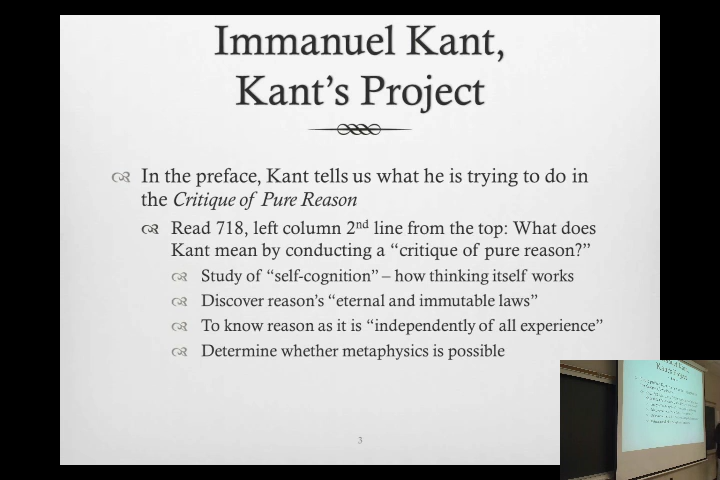 Immanuel Kant,
Kant's Project
In the preface, Kant tells us what he is trying to do in
the Critique of Pure Reason
Read 718, left column 2nd line from the top: What does
Kant mean by conducting a “critique of pure reason?”
Study of “self-cognition” – how thinking itself works
Discover reason's “eternal and immutable laws”
To know reason as it is “independently of all experience”
Determine whether metaphysics is possible
3
Kant's Project